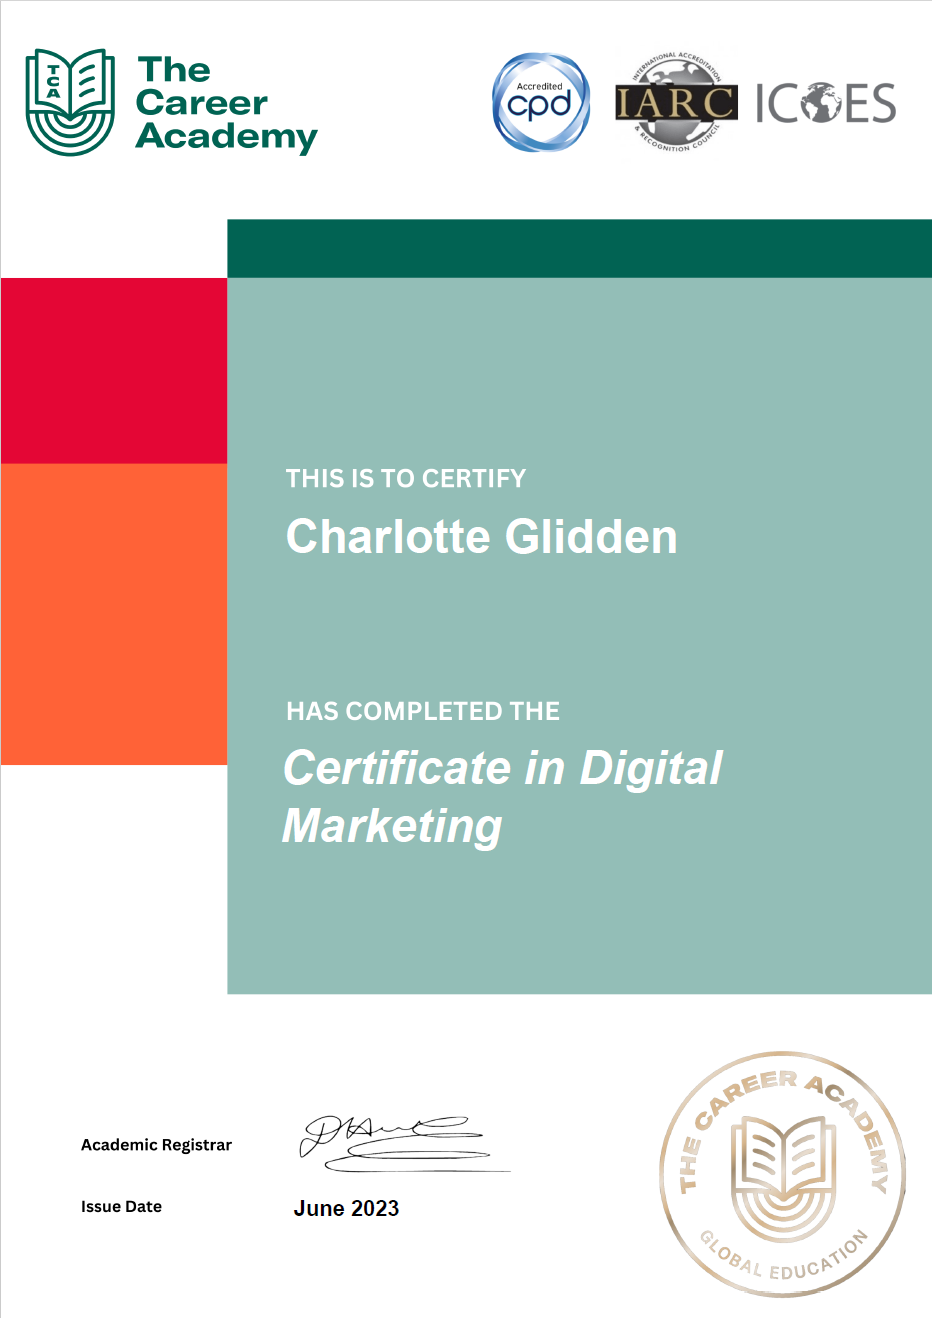 TCA
The
Career
Academy
Accredited
cpd
INTERNATIONAL ACCREDITATION
IARC
& RECOGNITION COUNCIL
ICOES
THIS IS TO CERTIFY
Charlotte Glidden
HAS COMPLETED THE
Certificate in Digital
Marketing
Academic Registrar
Issue Date
June 2023
THE CAREER ACADEMY
GLOBAL EDUCATION